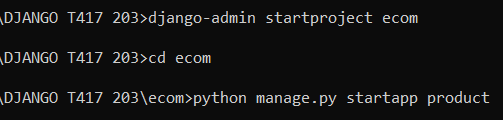 \DJANGO T417 203>django-admin startproject ecom
\DJANGO T417 203>cd ecom
\DJANGO T417 203\ecom>python manage.py startapp product